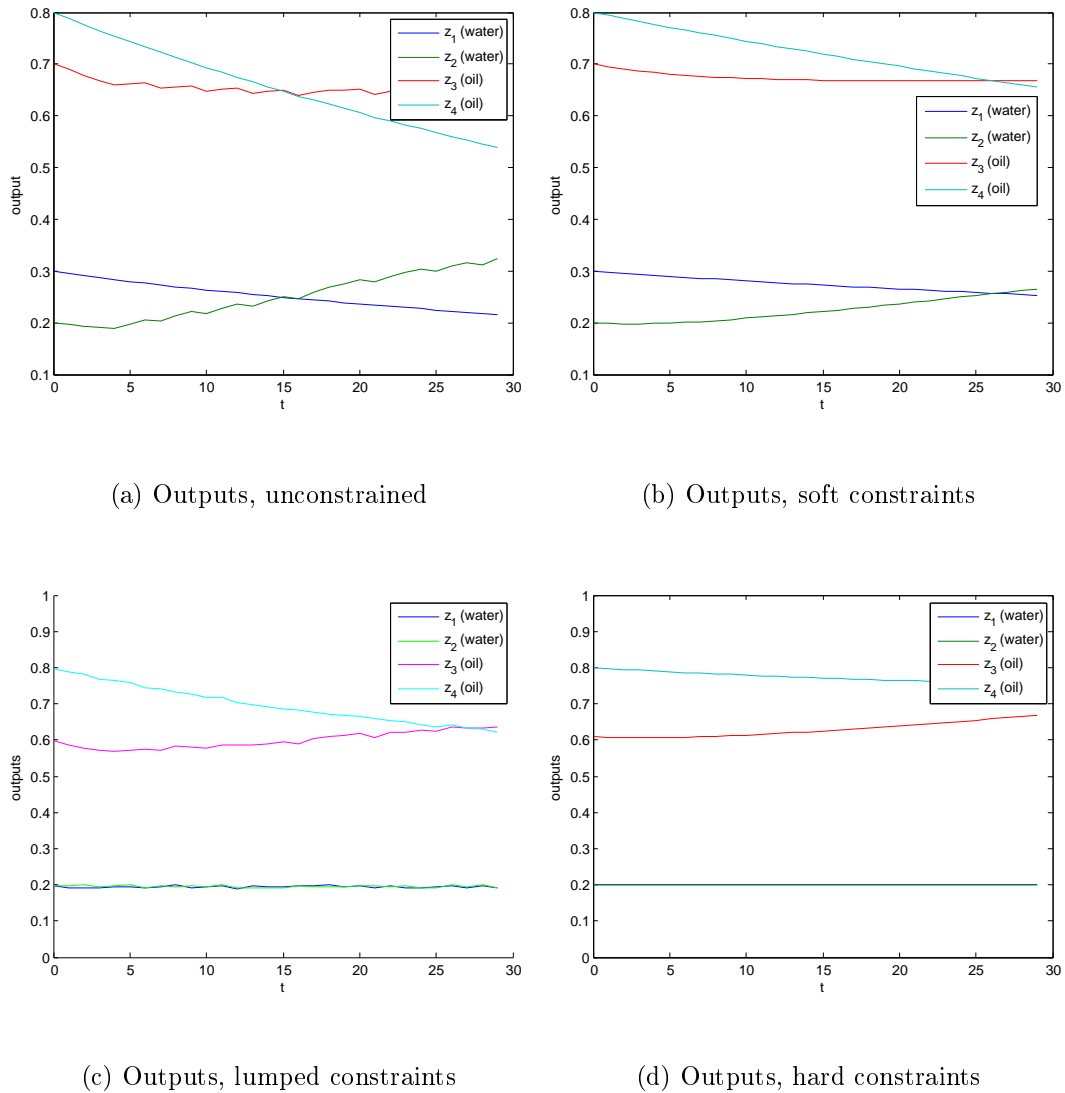 0.8
0.7
0.6
0.5
0.4
0.3
0.2
0.1
output
0 5 10 15 20 25 30
t
z1 (water)
z2 (water)
z3 (oil)
z4 (oil)
(a) Outputs, unconstrained
0.8
0.7
0.6
0.5
0.4
0.3
0.2
0.1
output
0 5 10 15 20 25 30
t
z1 (water)
z2 (water)
z3 (oil)
z4 (oil)
(b) Outputs, soft constraints
1
0.9
0.8
0.7
0.6
0.5
0.4
0.3
0.2
0.1
0
outputs
0 5 10 15 20 25 30
t
z1 (water)
z2 (water)
z3 (oil)
z4 (oil)
(c) Outputs, lumped constraints
1
0.9
0.8
0.7
0.6
0.5
0.4
0.3
0.2
0.1
0
outputs
0 5 10 15 20 25 30
t
z1 (water)
z2 (water)
z3 (oil)
z4 (oil)
(d) Outputs, hard constraints